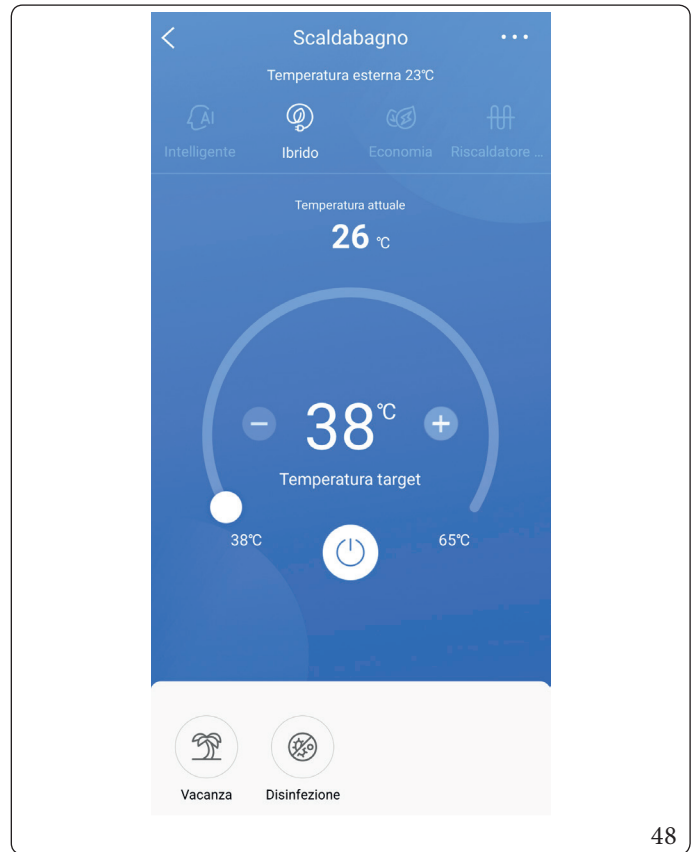 Scaldabagno
Temperatura esterna 23℃
AI
Intelligente Ibrido Economia Riscaldatore ...
Temperatura attuale
26 ℃
38℃
Temperatura target
38℃ 65℃
Vacanza Disinfezione
48